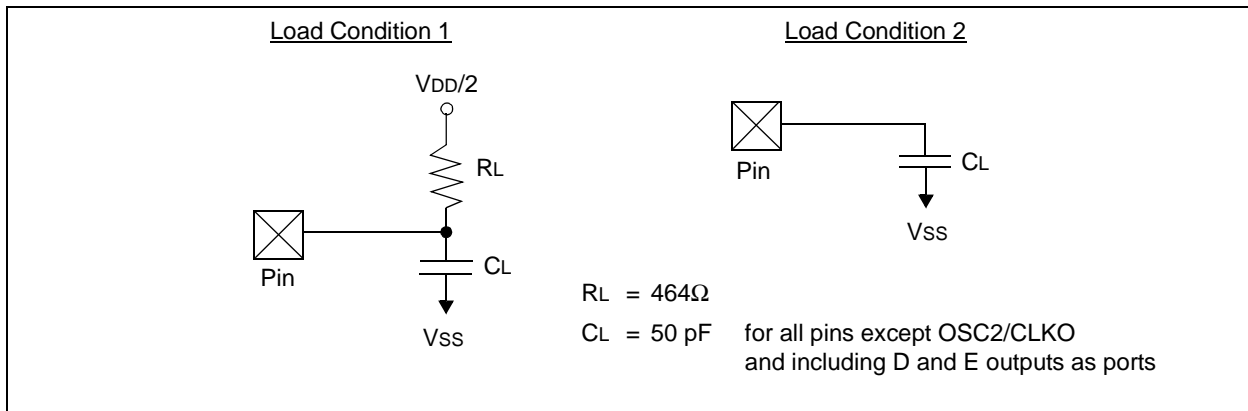 Load Condition 1
VDD/2
RL
Pin
CL
VSS
Load Condition 2
Pin
CL
VSS
RL = 464Ω
CL = 50 pF for all pins except OSC2/CLKO
and including D and E outputs as ports